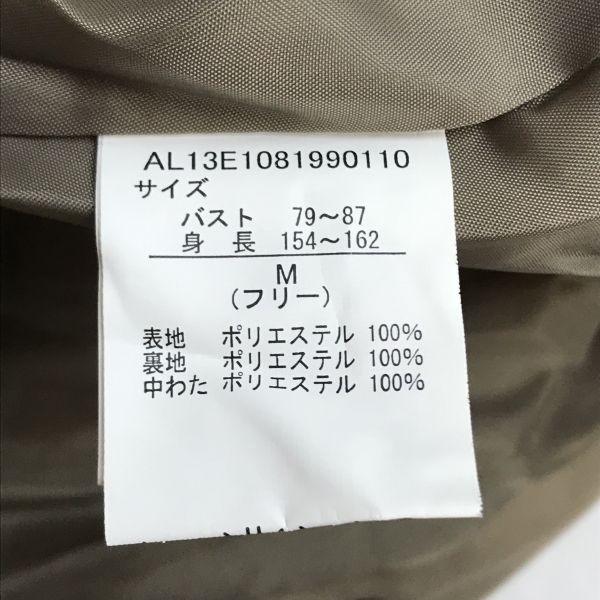 AL13E1081990110
サイズ
バスト 79～87
身 長 154～162
M
(フリー)
表地 ポリエステル 100%
裏地 ポリエステル 100%
中わた ポリエステル 100%